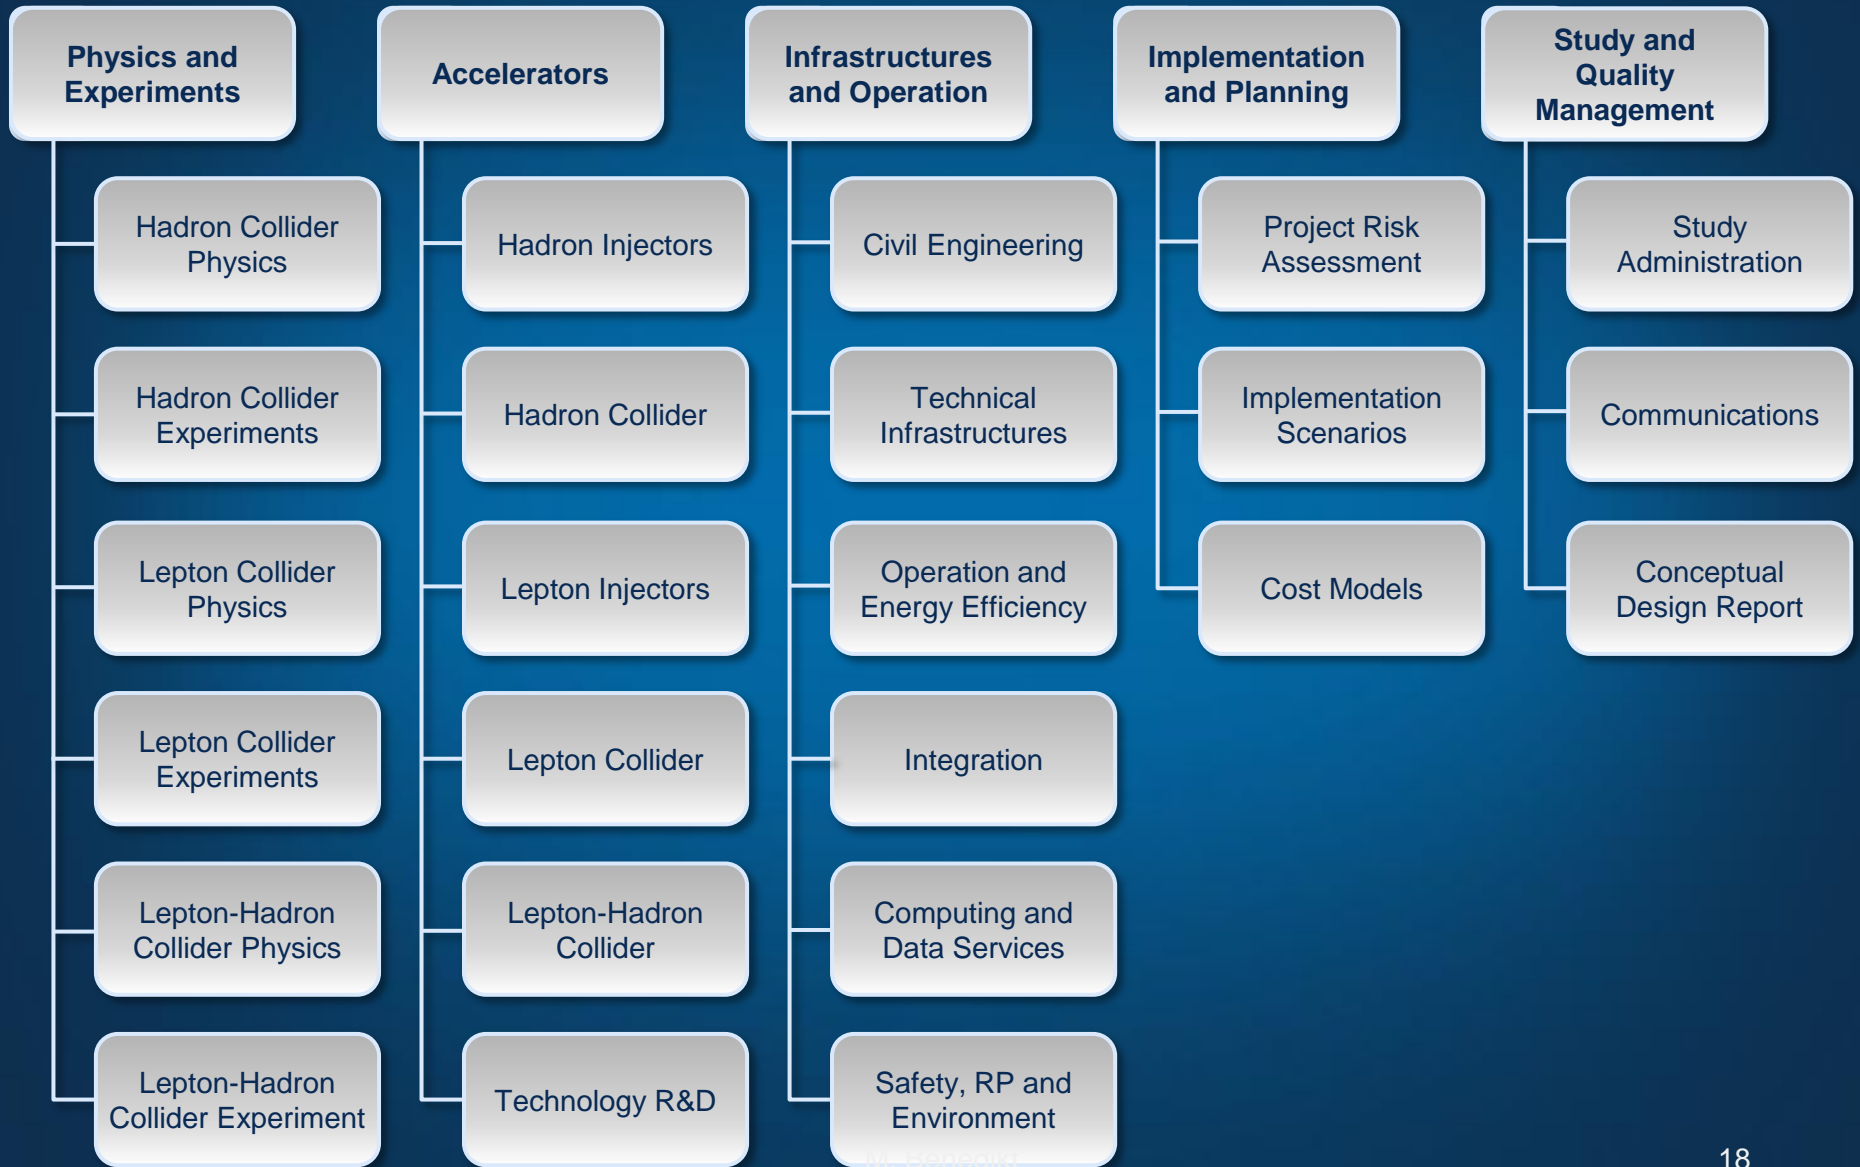 Physics and
Experiments
Hadron Collider
Physics
Hadron Collider
Experiments
Lepton Collider
Physics
Lepton Collider
Experiments
Lepton-Hadron
Collider Physics
Lepton-Hadron
Collider Experiment
Accelerators
Hadron Injectors
Hadron Collider
Lepton Injectors
Lepton Collider
Lepton-Hadron
Collider
Technology R&D
Infrastructures
and Operation
Civil Engineering
Technical
Infrastructures
Operation and
Energy Efficiency
Integration
Computing and
Data Services
Safety, RP and
Environment
Implementation
and Planning
Project Risk
Assessment
Implementation
Scenarios
Cost Models
Study and
Quality
Management
Study
Administration
Communications
Conceptual
Design Report
M. Benedikt
18